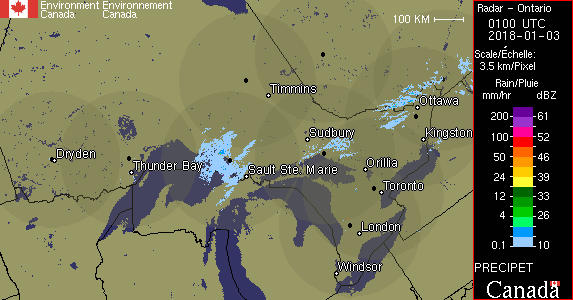 Environment Environnement
Canada Canada
100 KM
Timmins
Ottawa
Sudbury
Kingston
Dryden
Thunder Bay
Sault Ste. Marie
Orillia
Toronto
London
Windsor
Radar - Ontario
0100 UTC
2018-01-03
Scale/Échelle:
3.5 km/Pixel
Rain/Pluie
mm/hr dBZ
200 61
100 52
50 46
24 39
12 33
4 26
1 20
0.1 10
PRECIPET
Canada